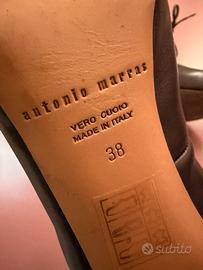 antonio marras
VERO CUOIO
MADE IN ITALY
38
subito